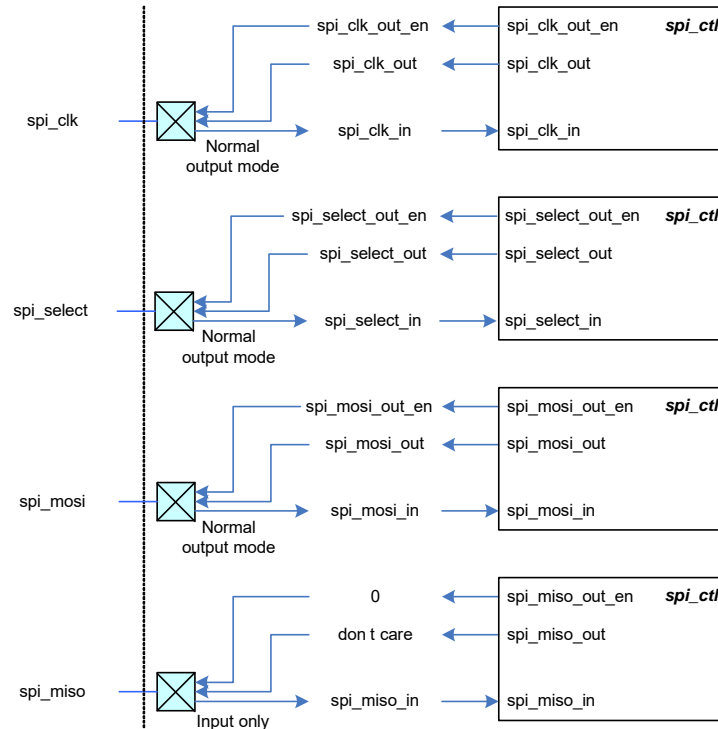 spi_clk_out_en spi_clk_out_en spi_ctl
spi_clk_out spi_clk_out
spi_clk spi_clk_in spi_clk_in
Normal
output mode
spi_select_out_en spi_select_out_en spi_ctl
spi_select_out spi_select_out
spi_select spi_select_in spi_select_in
Normal
output mode
spi_mosi_out_en spi_mosi_out_en spi_ctl
spi_mosi_out spi_mosi_out
spi_mosi spi_mosi_in spi_mosi_in
Normal
output mode
0 spi_miso_out_en spi_ctl
don t care spi_miso_out
spi_miso spi_miso_in spi_miso_in
Input only